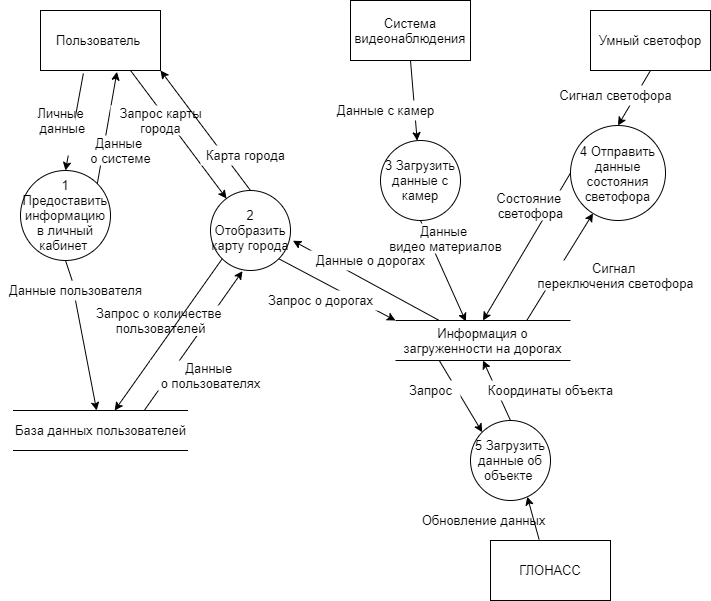 Пользователь
Система
видеонаблюдения
Умный светофор
Личные
данные
Данные
о системе
Запрос карты
города
Карта города
Данные с камер
Сигнал светофора
1
Предоставить
информацию
в личный
кабинет
2
Отобразить
карту города
3 Загрузить
данные с
камер
4 Отправить
данные
состояния
светофора
Состояние
светофора
Данные
видео материалов
Данные о дорогах
Сигнал
переключения светофора
Данные пользователя
Запрос о дорогах
Запрос о количестве
пользователей
Информация о
загруженности на дорогах
Данные
о пользователях
Запрос
Координаты объекта
База данных пользователей
5 Загрузить
данные об
объекте
Обновление данных
ГЛОНАСС